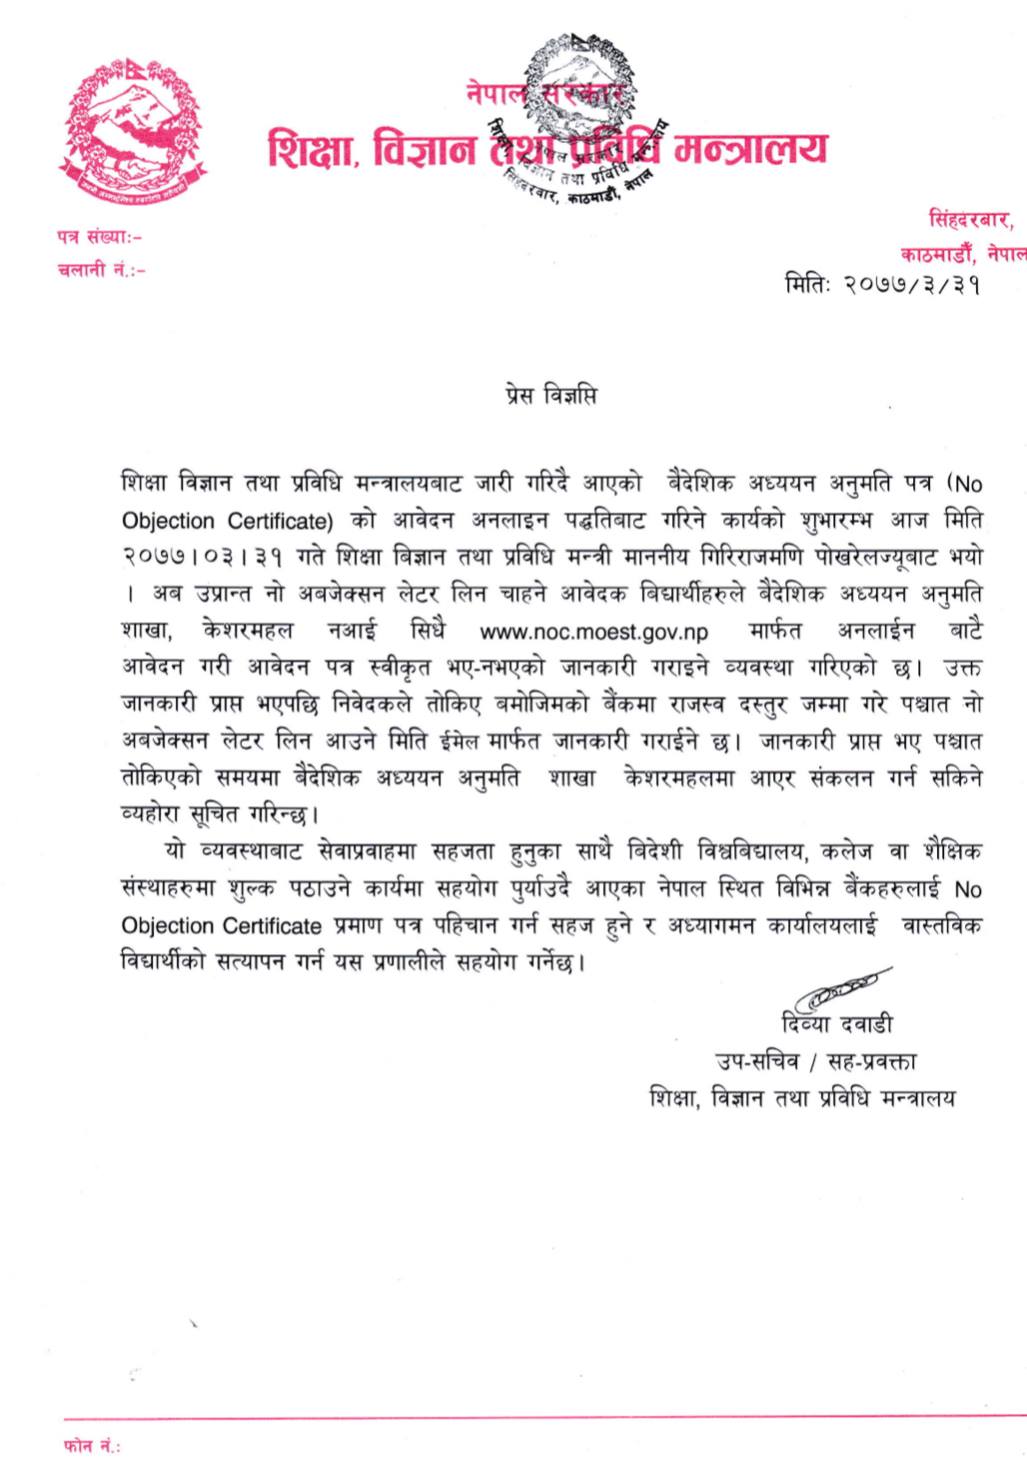 नेपाल सरकार
शिक्षा, विज्ञान तथा प्रविधि मन्त्रालय
नेपाल सरकार
शिक्षा, विज्ञान तथा प्रविधि मन्त्रालय
सिंहदरबार, काठमाडौं, नेपाल
पत्र संख्याः-
चलानी नं.:-
सिंहदरबार,
काठमाडौं, नेपाल
मितिः २०७७/३/३१
प्रेस विज्ञप्ति
शिक्षा विज्ञान तथा प्रविधि मन्त्रालयबाट जारी गरिदै आएको बैदेशिक अध्ययन अनुमति पत्र (No
Objection Certificate) को आवेदन अनलाइन पद्धतिबाट गरिने कार्यको शुभारम्भ आज मिति
२०७७।०३।३१ गते शिक्षा बिज्ञान तथा प्रविधि मन्त्री माननीय गिरिराजमणि पोखरेलज्यूबाट भयो
। अब उप्रान्त नो अबजेक्सन लेटर लिन चाहने आवेदक बिद्यार्थीहरुले बैदेशिक अध्ययन अनुमति
शाखा, केशरमहल नआई सिधै www.noc.moest.gov.np मार्फत अनलाईन बाटै
आवेदन गरी आवेदन पत्र स्वीकृत भए-नभएको जानकारी गराइने व्यवस्था गरिएको छ। उक्त
जानकारी प्राप्त भएपछि निवेदकले तोकिए बमोजिमको बैंकमा राजस्व दस्तुर जम्मा गरे पश्चात नो
अबजेक्सन लेटर लिन आउने मिति ईमेल मार्फत जानकारी गराईने छ। जानकारी प्राप्त भए पश्चात
तोकिएको समयमा बैदेशिक अध्ययन अनुमति शाखा केशरमहलमा आएर संकलन गर्न सकिने
व्यहोरा सूचित गरिन्छ।
यो व्यवस्थाबाट सेवाप्रवाहमा सहजता हुनुका साथै बिदेशी विश्वबिद्यालय, कलेज वा शैक्षिक
संस्थाहरुमा शुल्क पठाउने कार्यमा सहयोग पुर्याउदै आएका नेपाल स्थित विभिन्न बैंकहरुलाई No
Objection Certificate प्रमाण पत्र पहिचान गर्न सहज हुने र अध्यागमन कार्यालयलाई वास्तविक
विद्यार्थीको सत्यापन गर्न यस प्रणालीले सहयोग गर्नेछ।
दिव्या दवाडी
उप-सचिव / सह-प्रवक्ता
शिक्षा, विज्ञान तथा प्रविधि मन्त्रालय
फोन नं.: